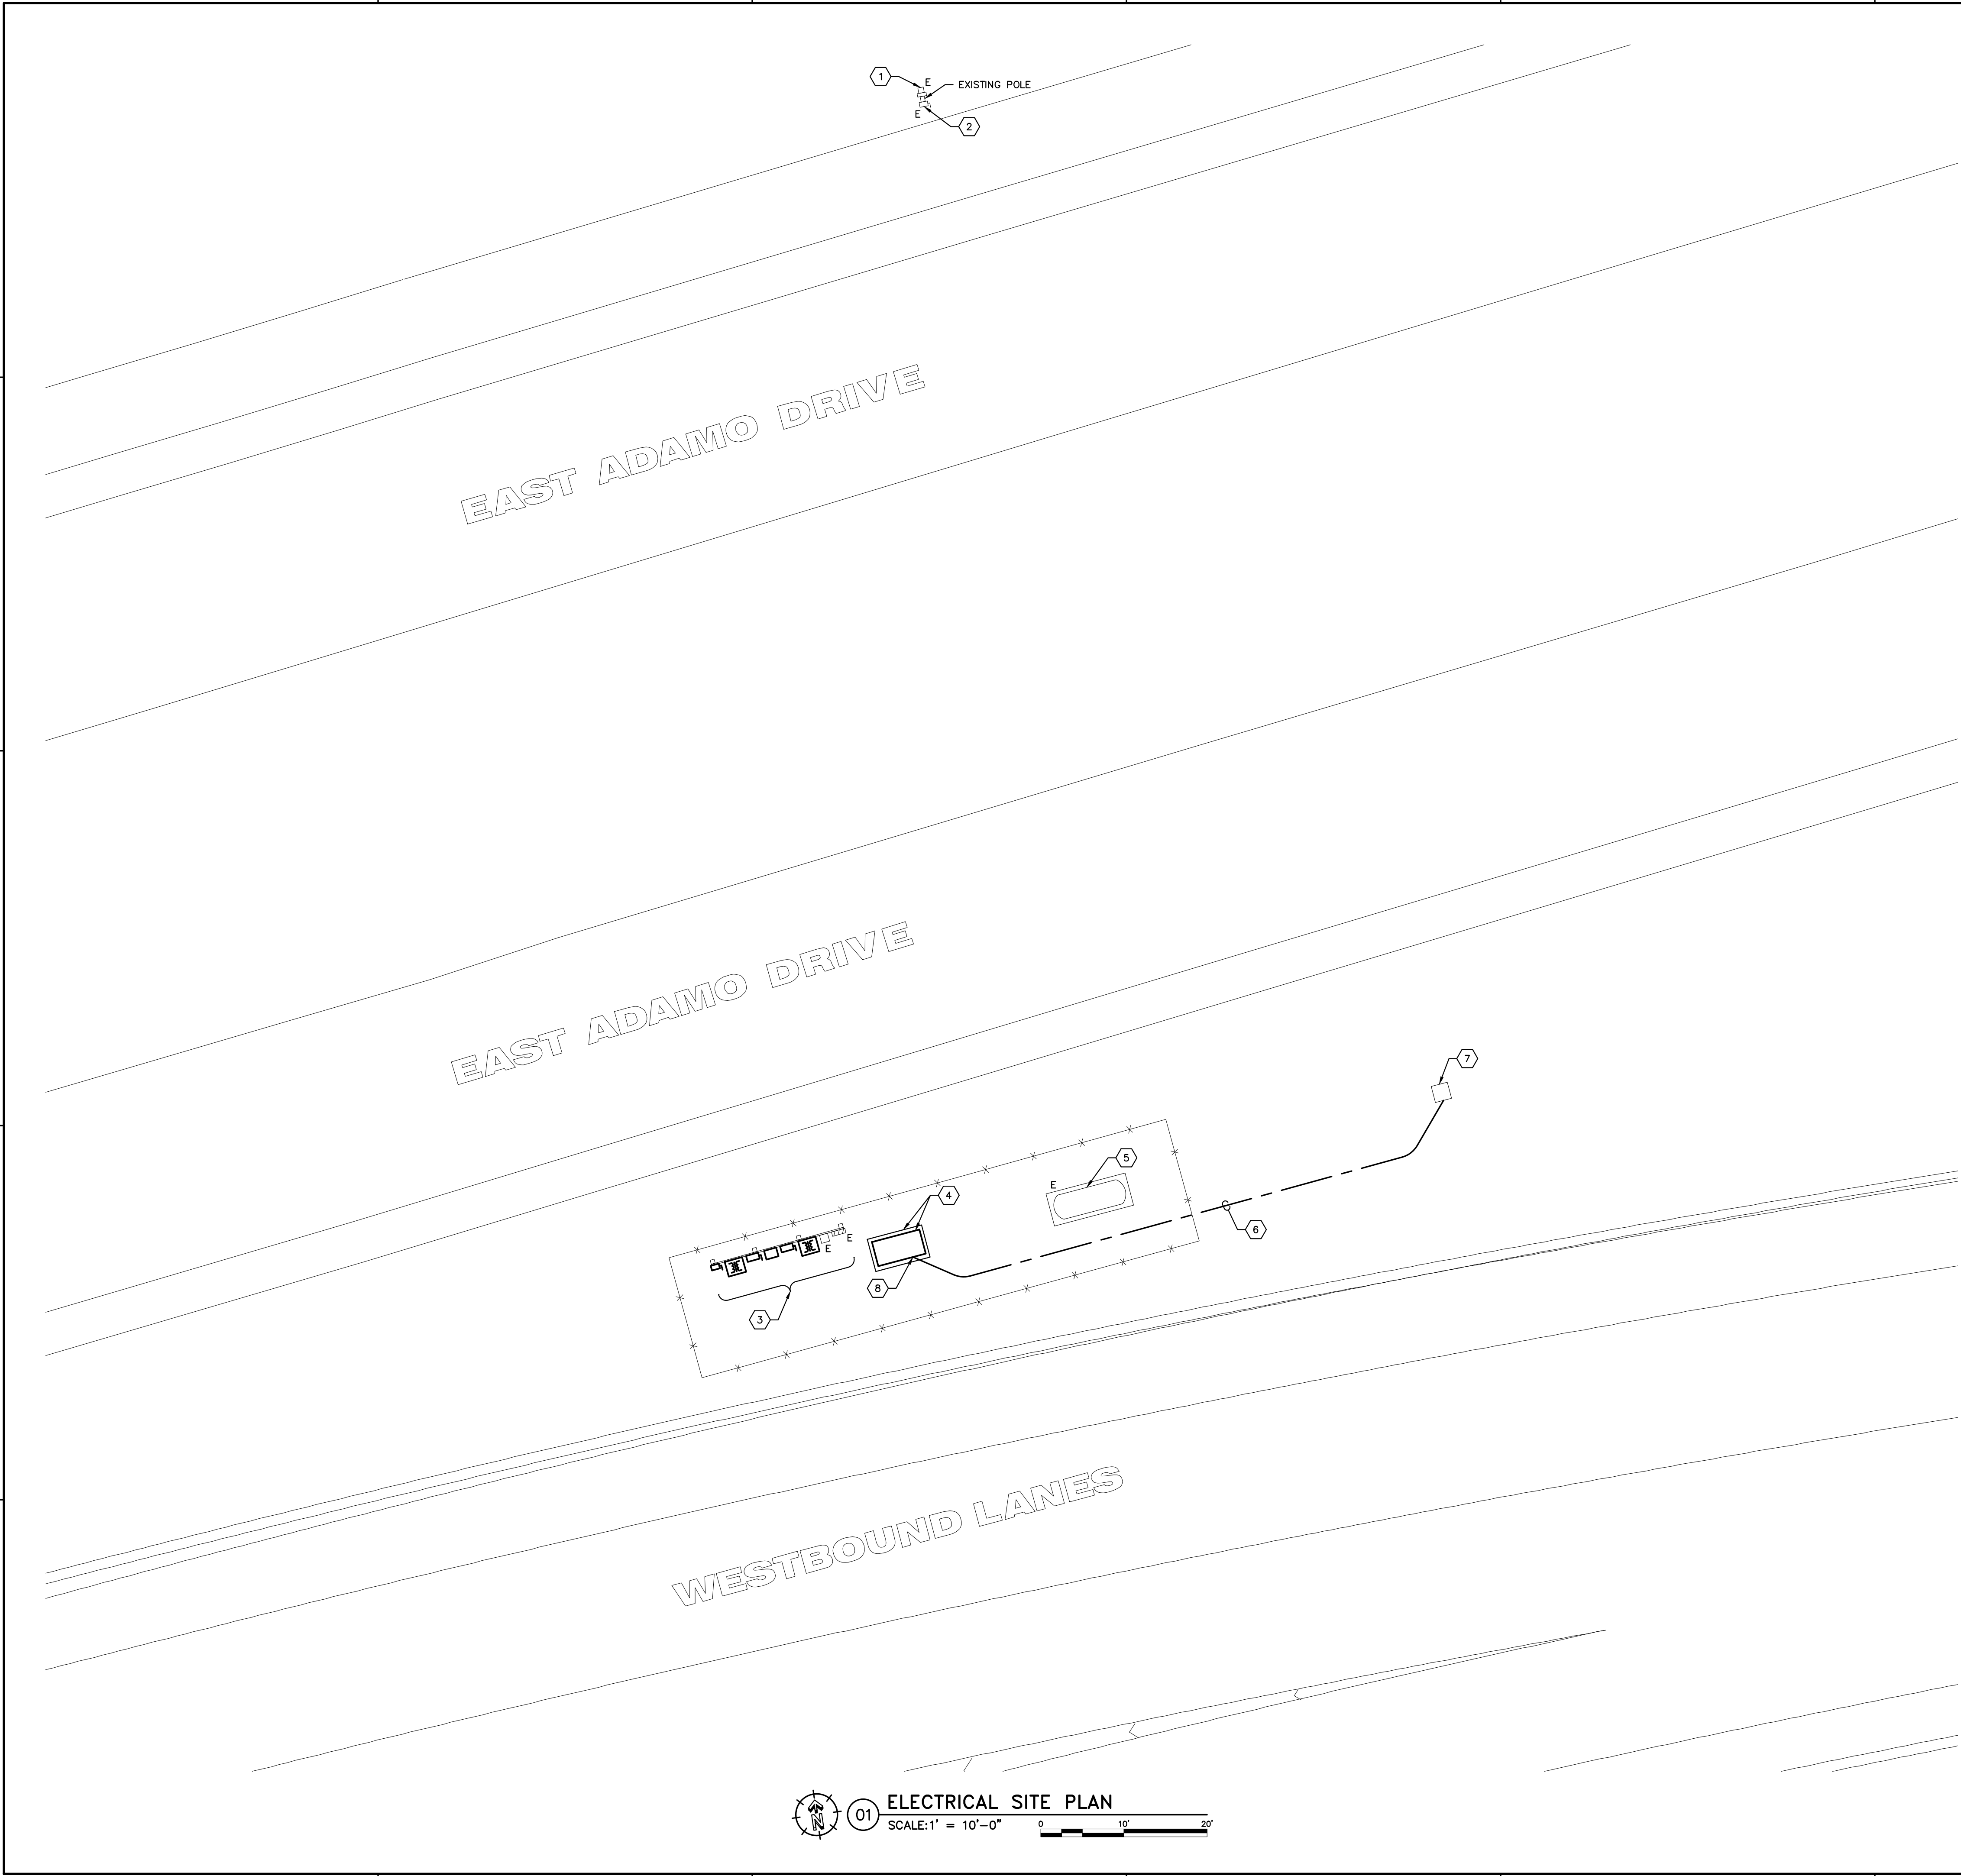 1
E
EXISTING POLE
E
2
EAST ADAMO DRIVE
EAST ADAMO DRIVE
7
5
E
4
6
E
E
8
3
WESTBOUND LANES
N
01
ELECTRICAL SITE PLAN
SCALE:1' = 10'-0"
0 10' 20'